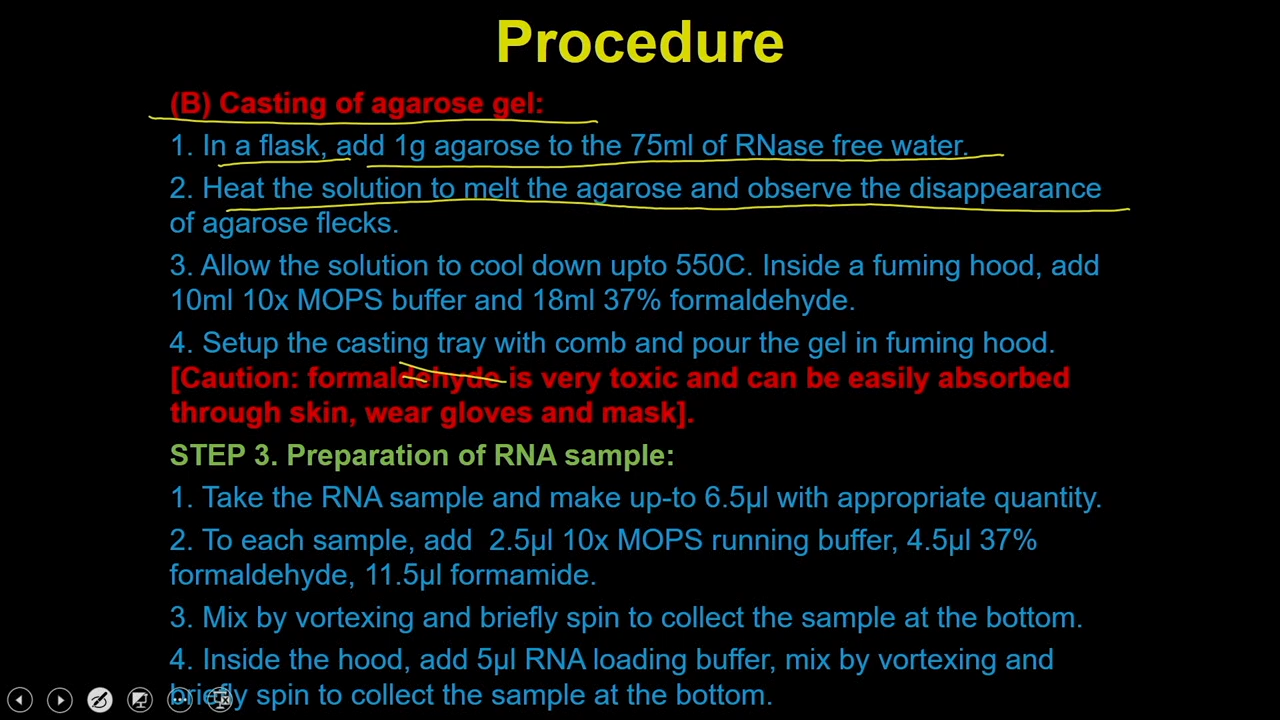 Procedure
(B) Casting of agarose gel:
1. In a flask, add 1g agarose to the 75ml of RNase free water.
2. Heat the solution to melt the agarose and observe the disappearance
of agarose flecks.
3. Allow the solution to cool down upto 550C. Inside a fuming hood, add
10ml 10x MOPS buffer and 18ml 37% formaldehyde.
4. Setup the casting tray with comb and pour the gel in fuming hood.
[Caution: formaldehyde is very toxic and can be easily absorbed
through skin, wear gloves and mask].
STEP 3. Preparation of RNA sample:
1. Take the RNA sample and make up-to 6.5µl with appropriate quantity.
2. To each sample, add 2.5µl 10x MOPS running buffer, 4.5µl 37%
formaldehyde, 11.5µl formamide.
3. Mix by vortexing and briefly spin to collect the sample at the bottom.
4. Inside the hood, add 5µl RNA loading buffer, mix by vortexing and
briefly spin to collect the sample at the bottom.